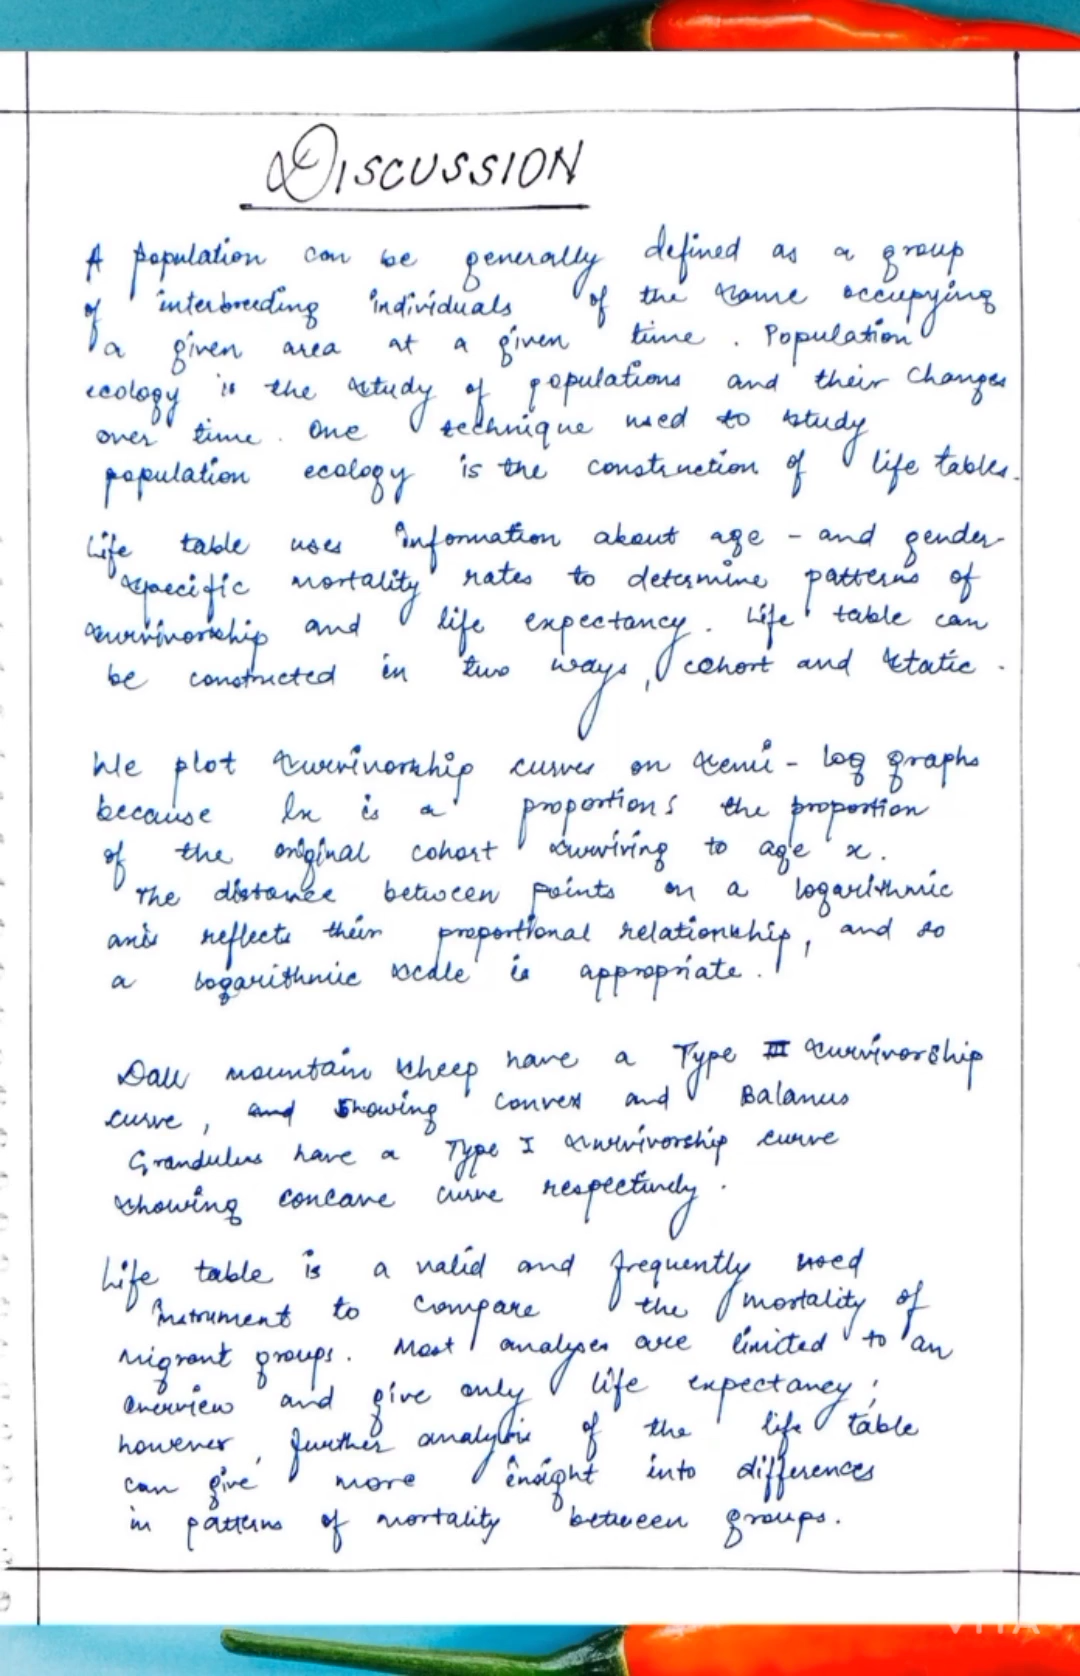 DISCUSSION
A population can be generally defined as a group
of interbreeding individuals of the same occupying
a given area at a given time. Population
ecology is the study of populations and their changes
over time. One technique used to study
population ecology is the construction of life tables.
Life table uses information about age - and gender-
specific mortality rates to determine patterns of
survivorship and life expectancy. Life table can
be constructed in two ways, cohort and static.
We plot survivorship curves on semi - log graphs
because lx is a proportions the proportion
of the original cohort surviving to age x.
The distance between points on a logarithmic
axis reflects their proportional relationship, and so
a logarithmic scale is appropriate.
Dall mountain sheep have a Type III survivorship
curve, and showing convex and Balanus
Grandulus have a Type I survivorship curve
showing concave curve respectively.
Life table is a valid and frequently used
instrument to compare the mortality of
migrant groups. Most analyses are limited to an
overview and give only life expectancy;
however, further analysis of the life table
can give more insight into differences
in patterns of mortality between groups.
VITA